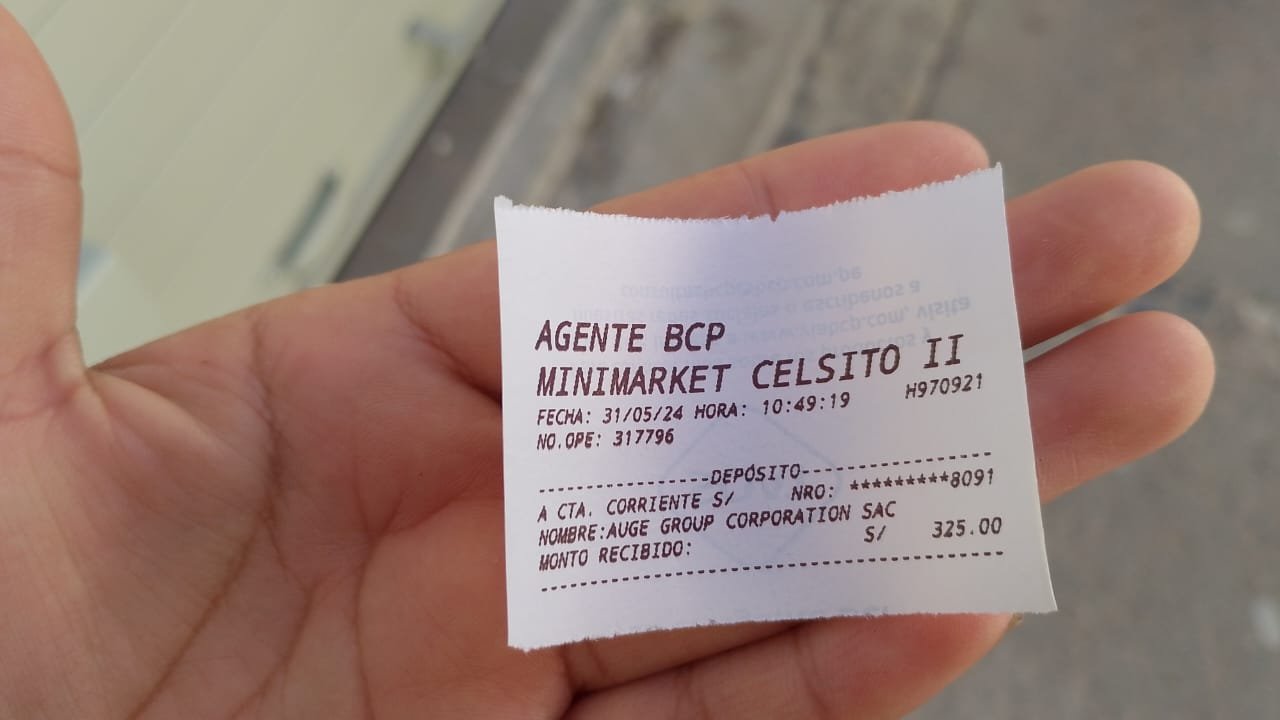 AGENTE BCP
MINIMARKET CELSITO II
FECHA: 31/05/24 HORA: 10:49:19 H970921
NO.OPE: 317796
-----------------DEPÓSITO-------------------
A CTA. CORRIENTE S/ NRO: *********8091
NOMBRE:AUGE GROUP CORPORATION SAC
MONTO RECIBIDO: S/ 325.00
--------------------------------------------